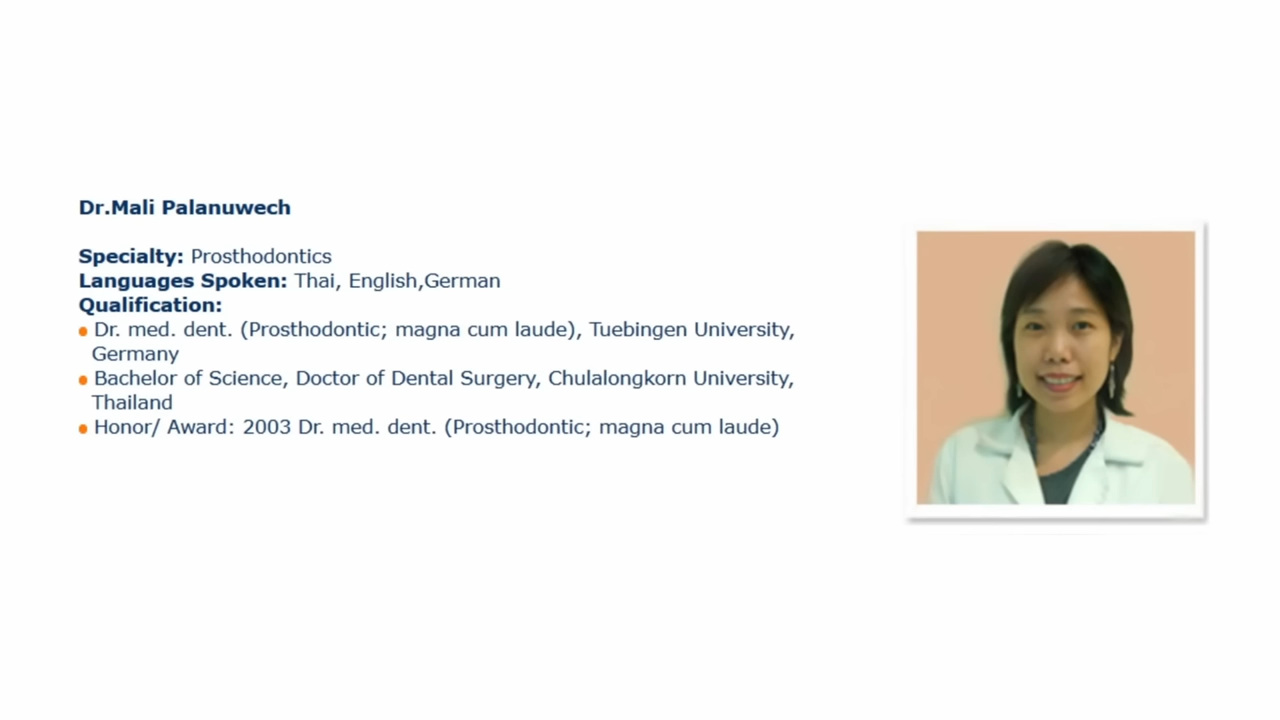 Dr.Mali Palanuwech
Specialty: Prosthodontics
Languages Spoken: Thai, English,German
Qualification:
• Dr. med. dent. (Prosthodontic; magna cum laude), Tuebingen University,
Germany
• Bachelor of Science, Doctor of Dental Surgery, Chulalongkorn University,
Thailand
• Honor/ Award: 2003 Dr. med. dent. (Prosthodontic; magna cum laude)